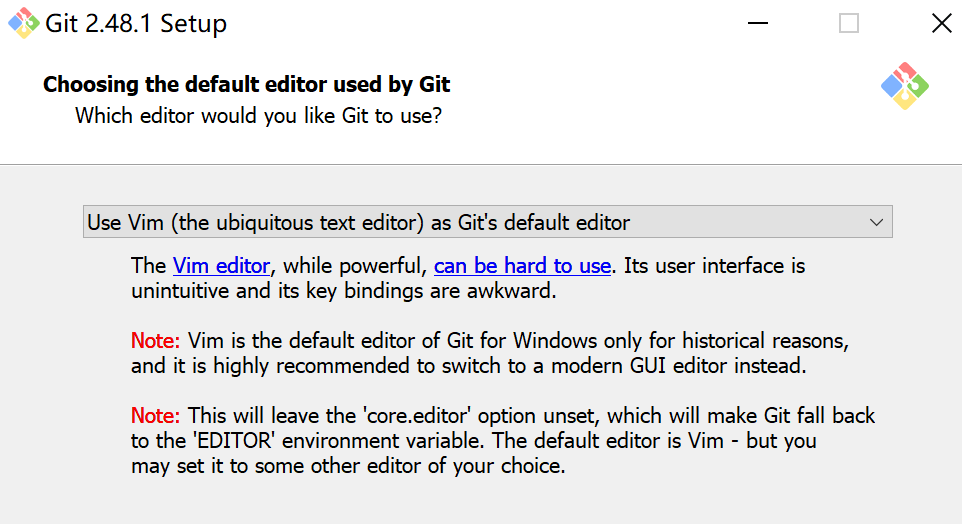 Git 2.48.1 Setup
Choosing the default editor used by Git
Which editor would you like Git to use?
Use Vim (the ubiquitous text editor) as Git's default editor
The Vim editor, while powerful, can be hard to use. Its user interface is
unintuitive and its key bindings are awkward.
Note: Vim is the default editor of Git for Windows only for historical reasons,
and it is highly recommended to switch to a modern GUI editor instead.
Note: This will leave the 'core.editor' option unset, which will make Git fall back
to the 'EDITOR' environment variable. The default editor is Vim - but you
may set it to some other editor of your choice.